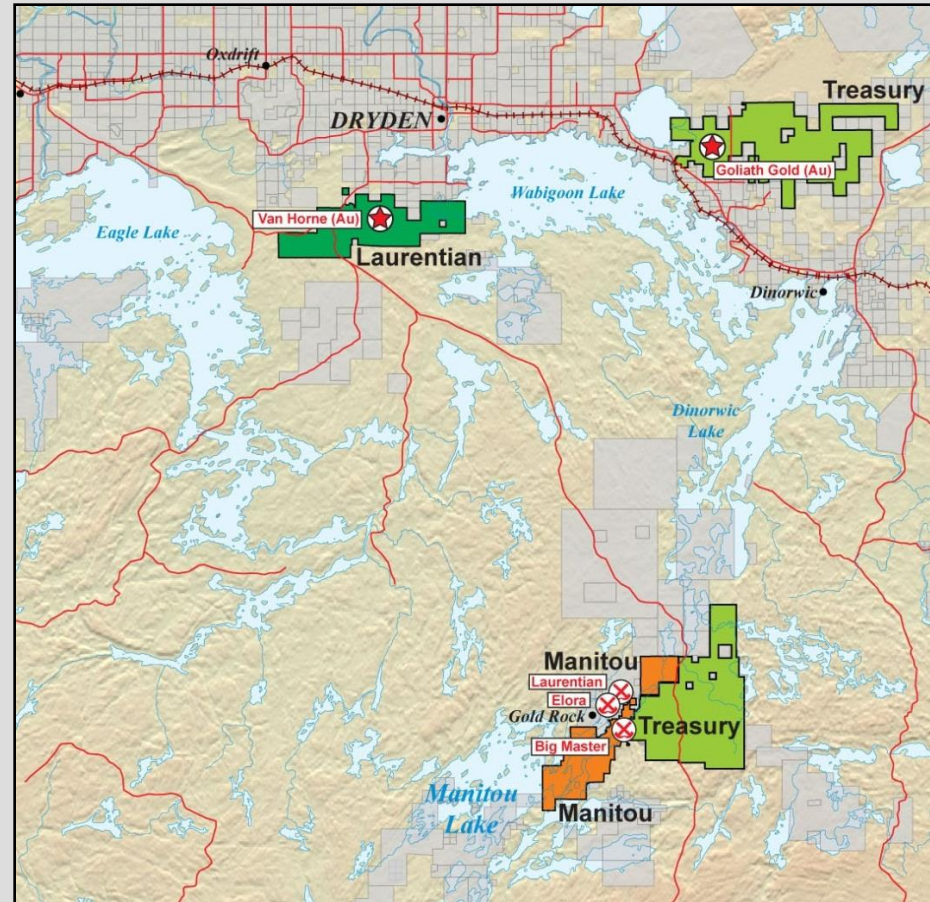 Oxdrift
Treasury
DRYDEN
Goliath Gold (Au)
Wabigoon Lake
Van Horne (Au)
Eagle Lake
Laurentian
Dinorwic
Dinorwic
Lake
Manitou
Laurentian
Elora
Gold Rock
Treasury
Big Master
Manitou
Lake
Manitou